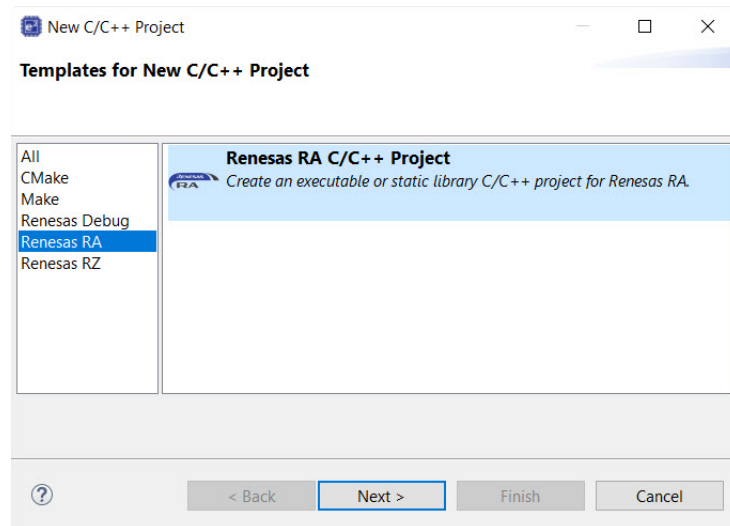 New C/C++ Project
Templates for New C/C++ Project
All
CMake
Make
Renesas Debug
Renesas RA
Renesas RZ
Renesas RA C/C++ Project
RENESAS
RA
Create an executable or static library C/C++ project for Renesas RA.
?
< Back
Next >
Finish
Cancel